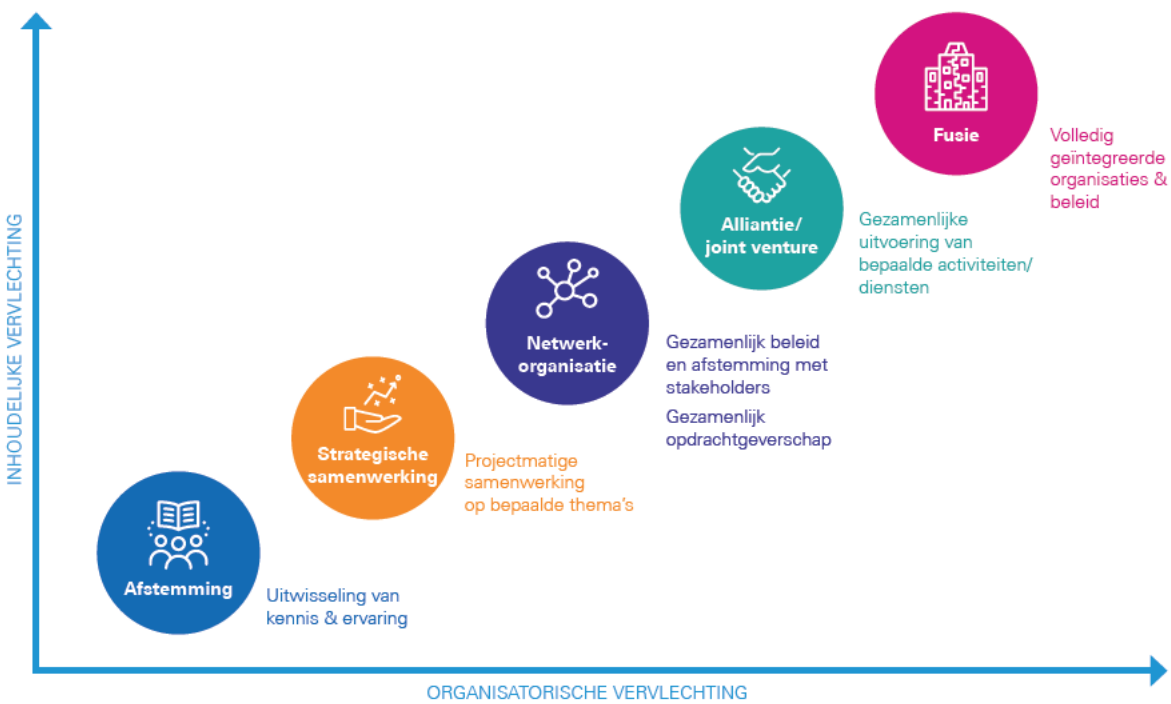 INHOUDELIJKE VERVLECHTING
Fusie
Volledig
geïntegreerde
organisaties &
beleid
Alliantie/
joint venture
Gezamenlijke
uitvoering van
bepaalde activiteiten/
diensten
Netwerk-
organisatie
Gezamenlijk beleid
en afstemming met
stakeholders
Gezamenlijk
opdrachtgeverschap
Strategische
samenwerking
Projectmatige
samenwerking
op bepaalde thema's
Afstemming
Uitwisseling van
kennis & ervaring
ORGANISATORISCHE VERVLECHTING